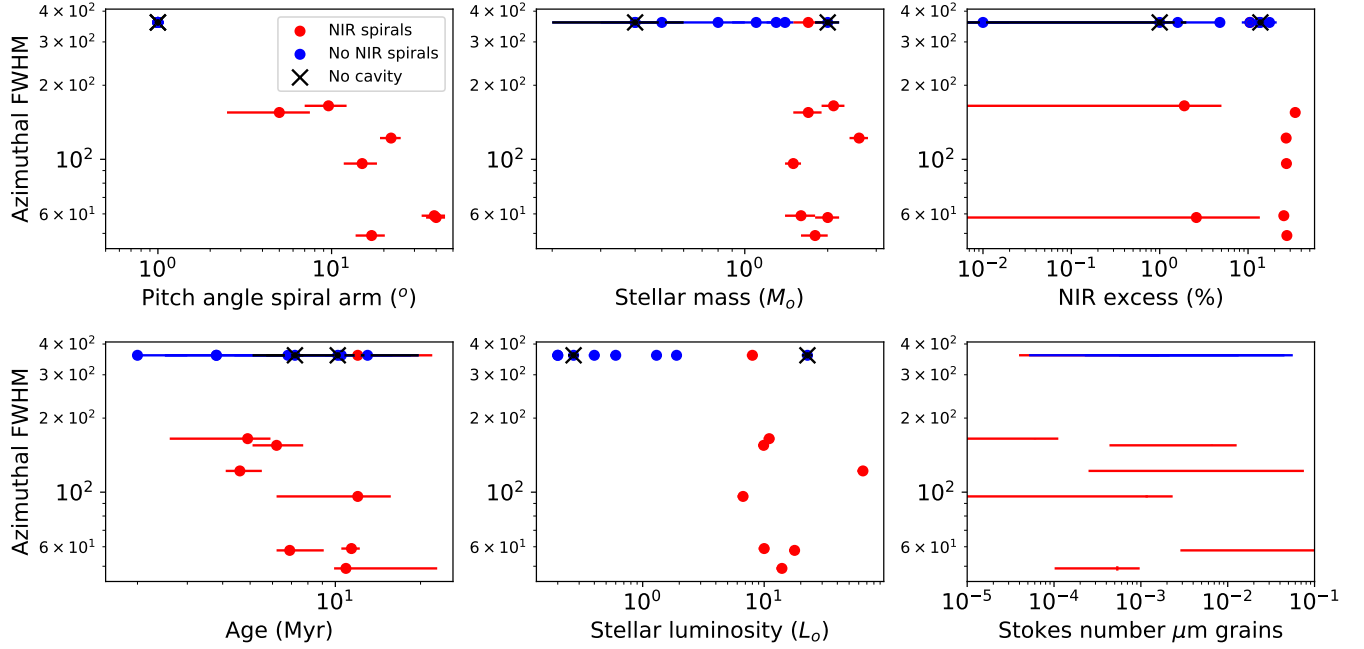 4 × 10²
3 × 10²
2 × 10²
10²
6 × 10¹
Azimuthal FWHM
NIR spirals
No NIR spirals
No cavity
10⁰
10¹
Pitch angle spiral arm (°)
4 × 10²
3 × 10²
2 × 10²
10²
6 × 10¹
10⁰
Stellar mass (Mₒ)
4 × 10²
3 × 10²
2 × 10²
10²
6 × 10¹
10⁻²
10⁻¹
10⁰
10¹
NIR excess (%)
4 × 10²
3 × 10²
2 × 10²
10²
6 × 10¹
Azimuthal FWHM
10¹
Age (Myr)
4 × 10²
3 × 10²
2 × 10²
10²
6 × 10¹
10⁰
10¹
Stellar luminosity (Lₒ)
4 × 10²
3 × 10²
2 × 10²
10²
6 × 10¹
10⁻⁵
10⁻⁴
10⁻³
10⁻²
10⁻¹
Stokes number μm grains